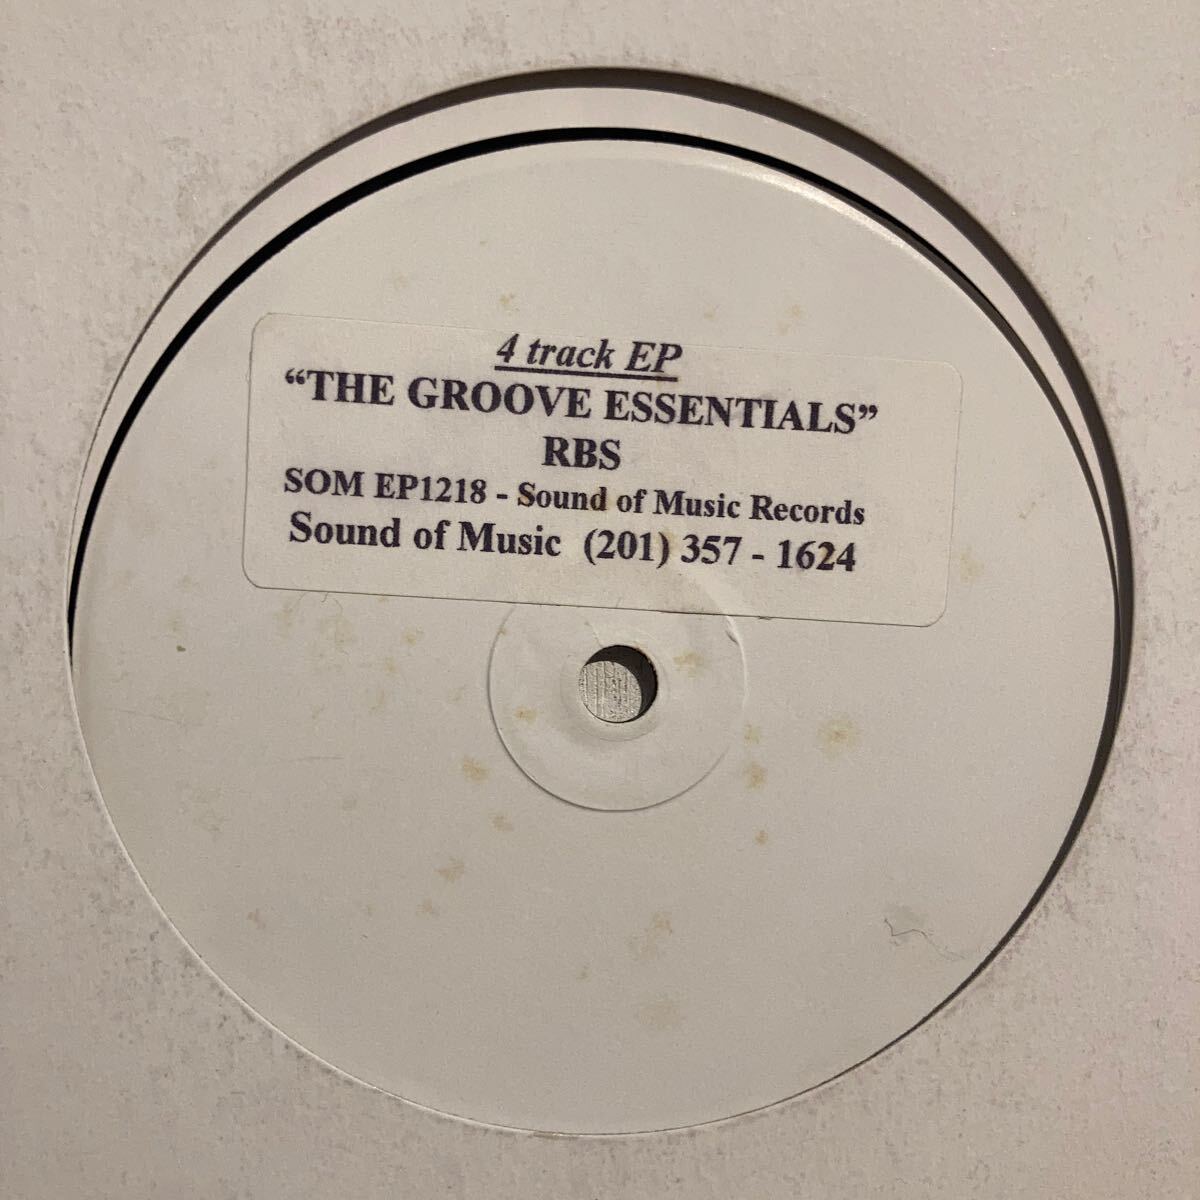 4 track EP
“THE GROOVE ESSENTIALS”
RBS
SOM EP1218 - Sound of Music Records
Sound of Music (201) 357 - 1624